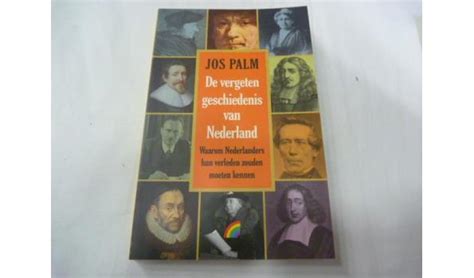 JOS PALM
De vergeten
geschiedenis
van
Nederland
Waarom Nederlanders
hun verleden zouden
moeten kennen